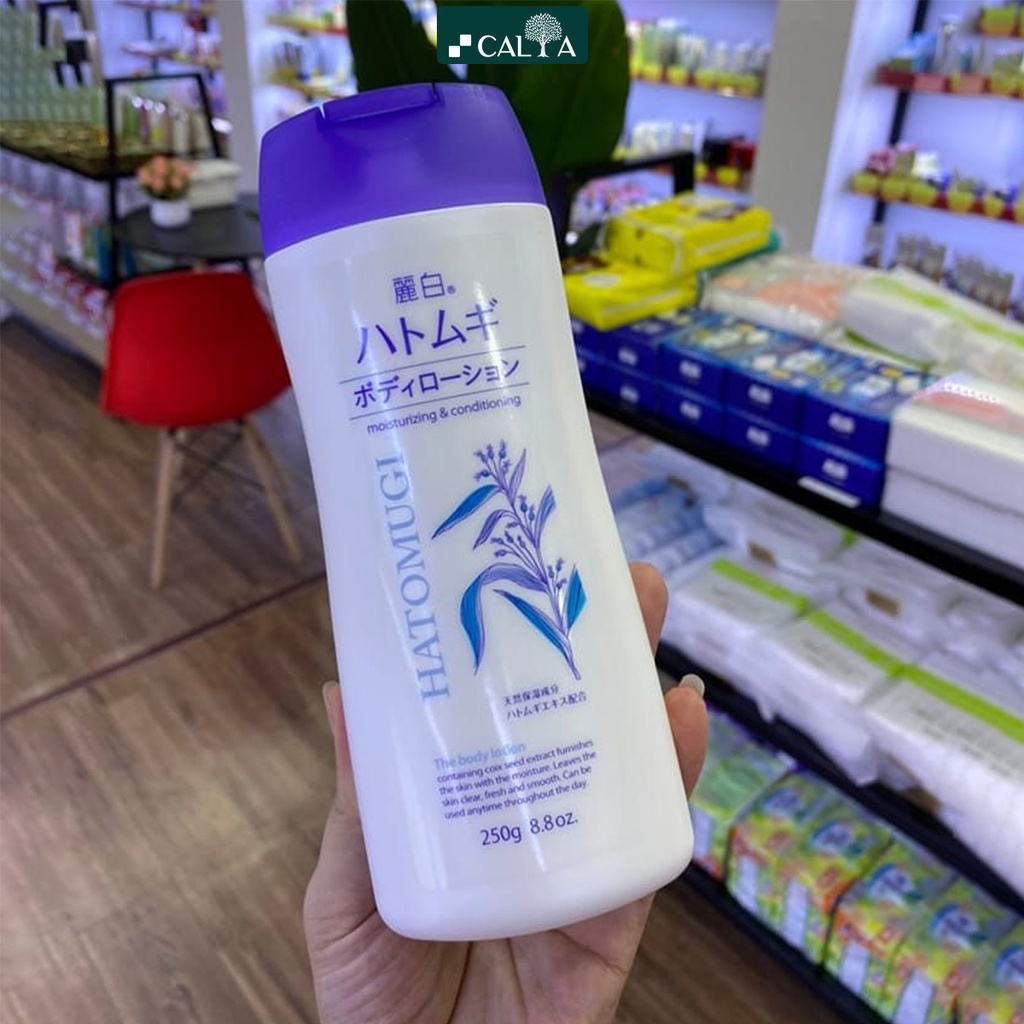 CALYA
麗白®
ハトムギ
ボディローション
moisturizing & conditioning
HATOMUGI
天然保湿成分
ハトムギエキス配合
The body lotion
containing coix seed extract furnishes
the skin with the moisture. Leaves the
skin clear, fresh and smooth. Can be
used anytime throughout the day.
250g 8.8oz.